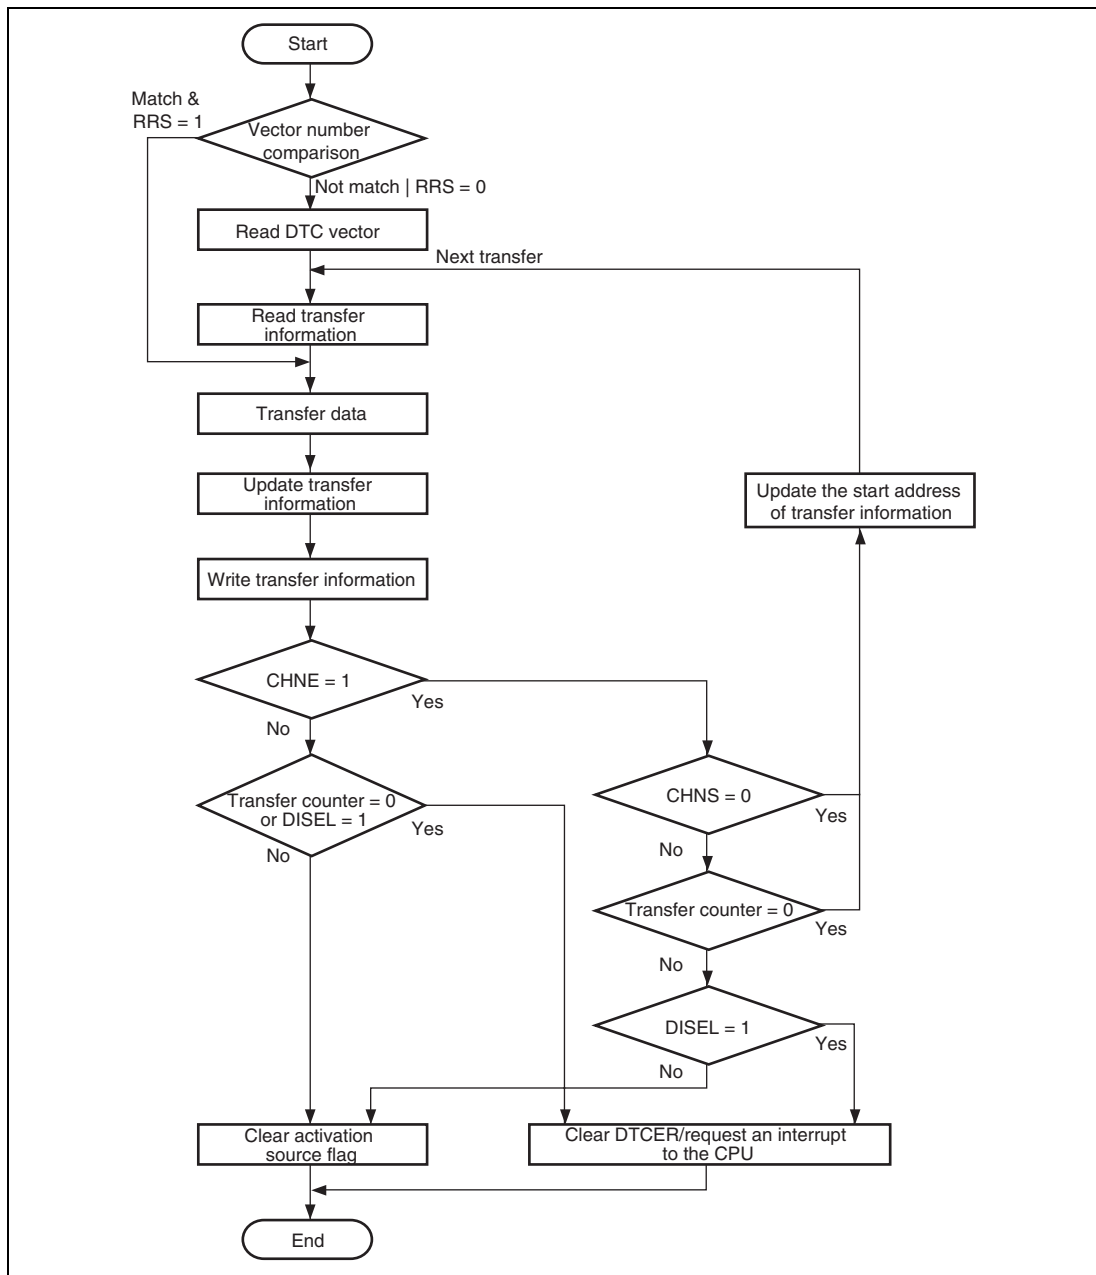 Start
Match &
RRS = 1
Vector number
comparison
Not match | RRS = 0
Read DTC vector
Next transfer
Read transfer
information
Transfer data
Update transfer
information
Update the start address
of transfer information
Write transfer information
CHNE = 1
Yes
No
Transfer counter = 0
or DISEL = 1
Yes
No
CHNS = 0
Yes
No
Transfer counter = 0
Yes
No
DISEL = 1
Yes
No
Clear activation
source flag
Clear DTCER/request an interrupt
to the CPU
End